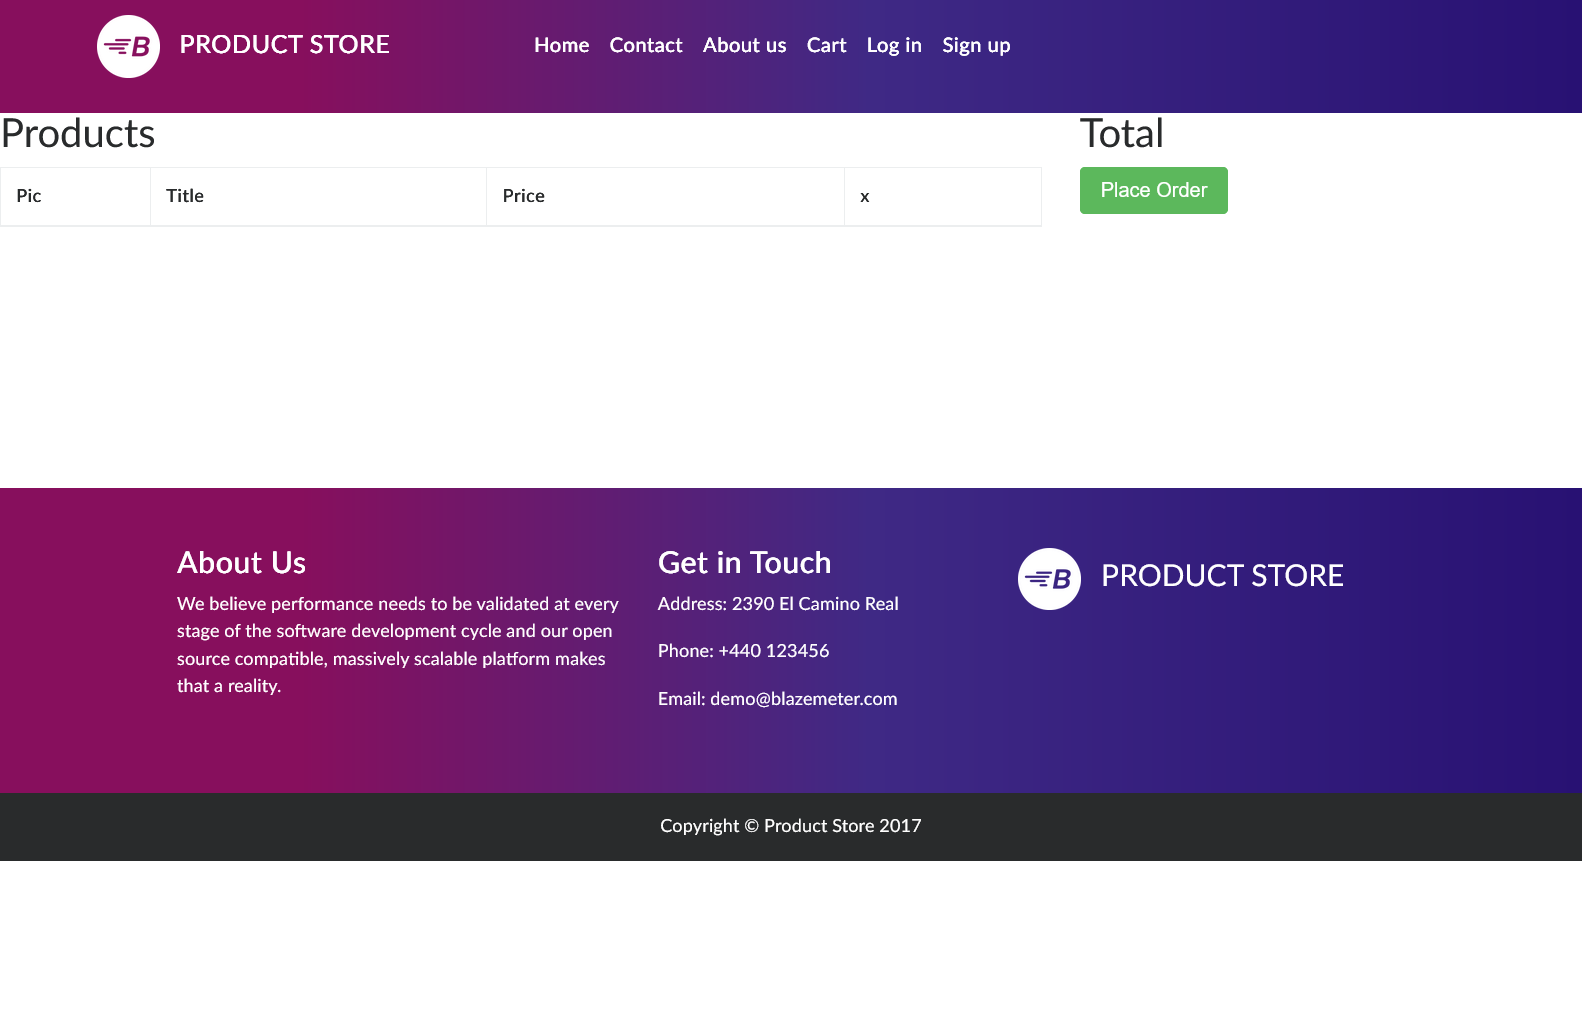 B PRODUCT STORE
Home Contact About us Cart Log in Sign up
Products
Total
Pic Title Price x
Place Order
About Us
We believe performance needs to be validated at every
stage of the software development cycle and our open
source compatible, massively scalable platform makes
that a reality.
Get in Touch
Address: 2390 El Camino Real
Phone: +440 123456
Email: demo@blazemeter.com
B PRODUCT STORE
Copyright © Product Store 2017